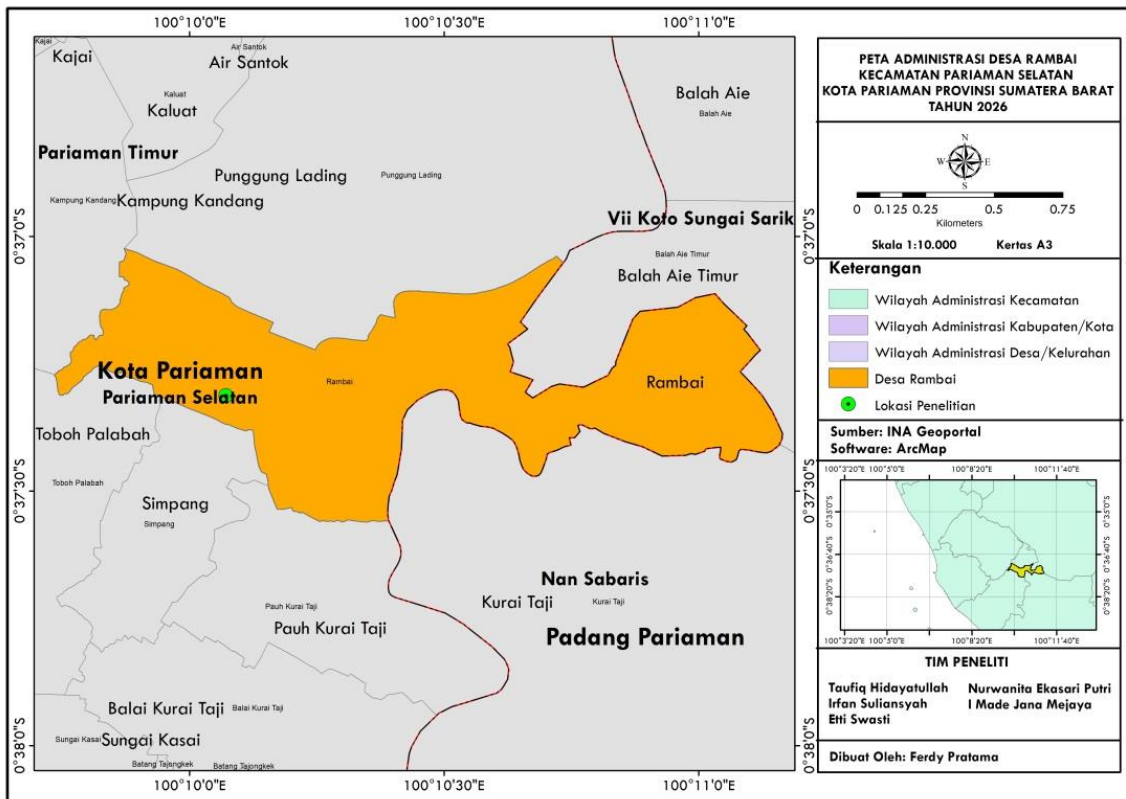 100°10'0"E
100°10'30"E
100°11'0"E
Kajai
Kajai
Air Santok
Air Santok
Kaluat
Kaluat
Balah Aie
Balah Aie
Pariaman Timur
Punggung Lading
Punggung Lading
Kampung Kandang
Kampung Kandang
Vii Koto Sungai Sarik
0°37'0"S
0°37'0"S
Balah Aie Timur
Balah Aie Timur
Kota Pariaman
Pariaman Selatan
Rambai
Rambai
Toboh Palabah
Toboh Palabah
0°37'30"S
0°37'30"S
Simpang
Simpang
Nan Sabaris
Kurai Taji
Kurai Taji
Pauh Kurai Taji
Pauh Kurai Taji
Padang Pariaman
Balai Kurai Taji
Balai Kurai Taji
Sungai Kasai
Sungai Kasai
0°38'0"S
0°38'0"S
Batang Tajongkek
Batang Tajongkek
100°10'0"E
100°10'30"E
100°11'0"E
PETA ADMINISTRASI DESA RAMBAI
KECAMATAN PARIAMAN SELATAN
KOTA PARIAMAN PROVINSI SUMATERA BARAT
TAHUN 2026
N
W
E
S
0 0.125 0.25 0.5 0.75
Kilometers
Skala 1:10.000 Kertas A3
Keterangan
Wilayah Administrasi Kecamatan
Wilayah Administrasi Kabupaten/Kota
Wilayah Administrasi Desa/Kelurahan
Desa Rambai
Lokasi Penelitian
Sumber: INA Geoportal
Software: ArcMap
100°3'20"E 100°5'0"E 100°8'20"E 100°11'40"E
0°35'0"S
0°35'0"S
0°36'40"S
0°36'40"S
0°38'20"S
0°38'20"S
100°3'20"E 100°5'0"E 100°8'20"E 100°11'40"E
TIM PENELITI
Taufiq Hidayatullah Nurwanita Ekasari Putri
Irfan Suliansyah I Made Jana Mejaya
Etti Swasti
Dibuat Oleh: Ferdy Pratama